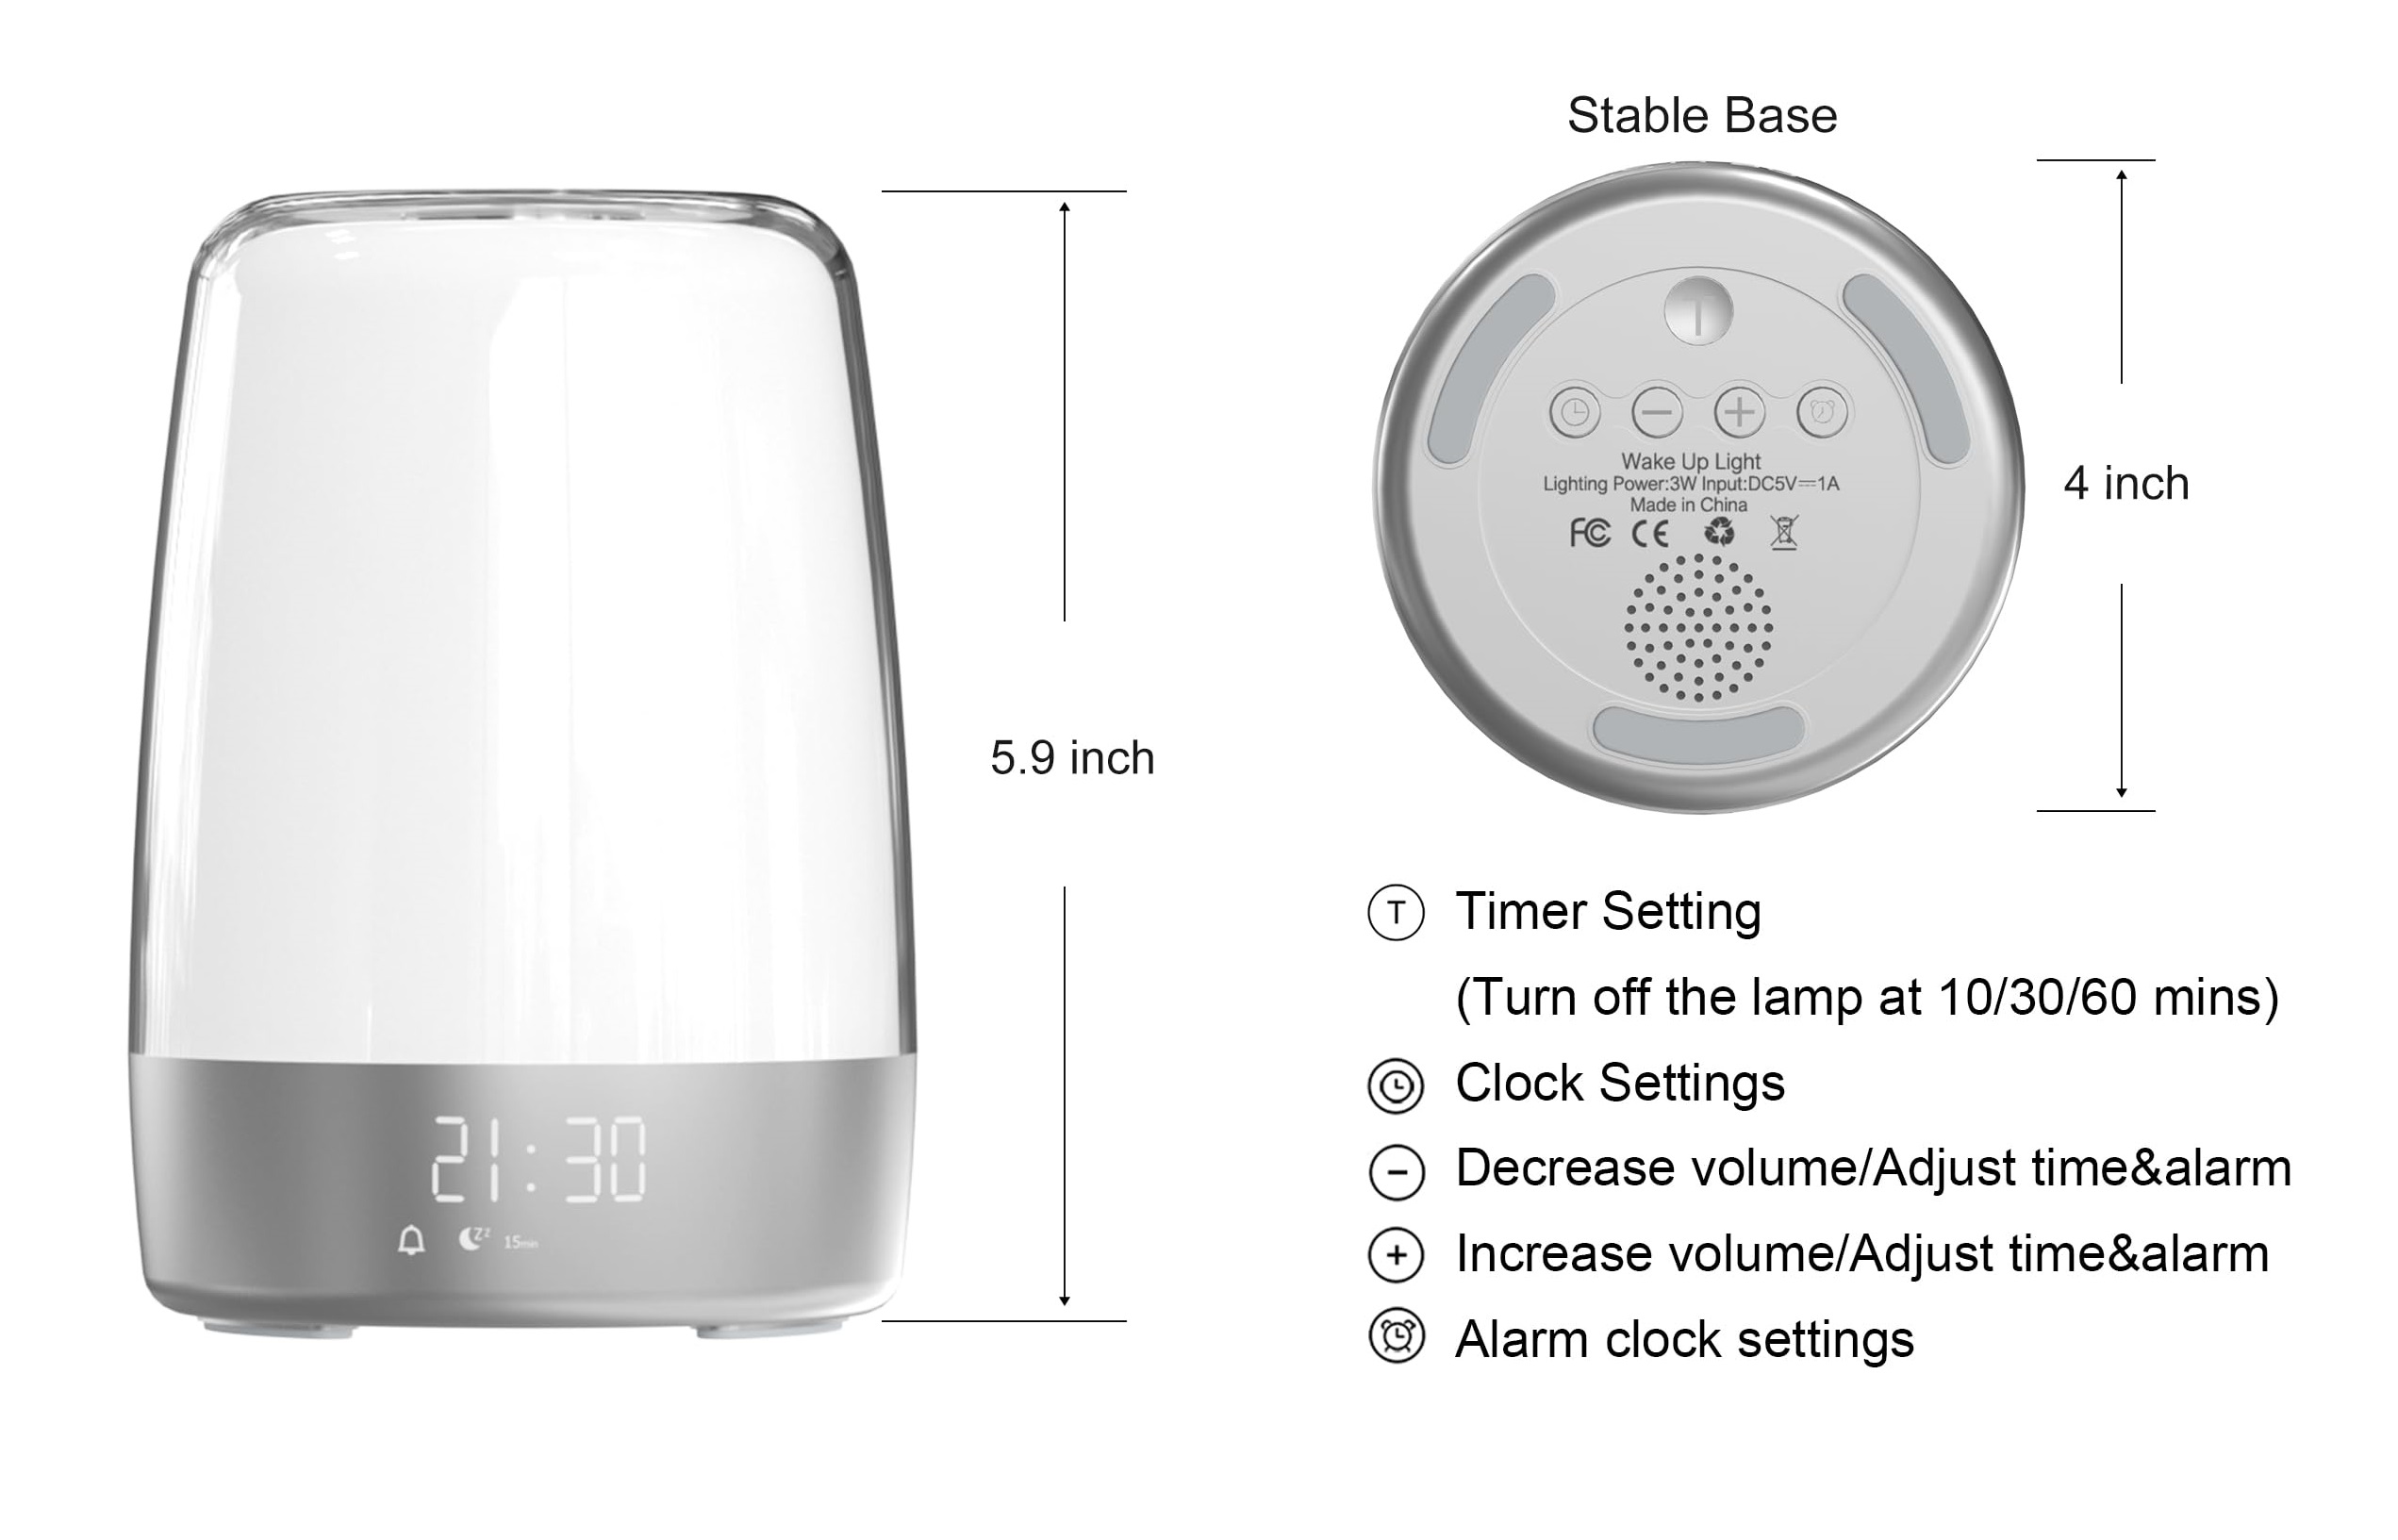 5.9 inch
21:30
15min
Stable Base
T
Wake Up Light
Lighting Power:3W Input:DC5V⎓1A
Made in China
FC CE
4 inch
T Timer Setting
(Turn off the lamp at 10/30/60 mins)
Clock Settings
- Decrease volume/Adjust time&alarm
+ Increase volume/Adjust time&alarm
Alarm clock settings